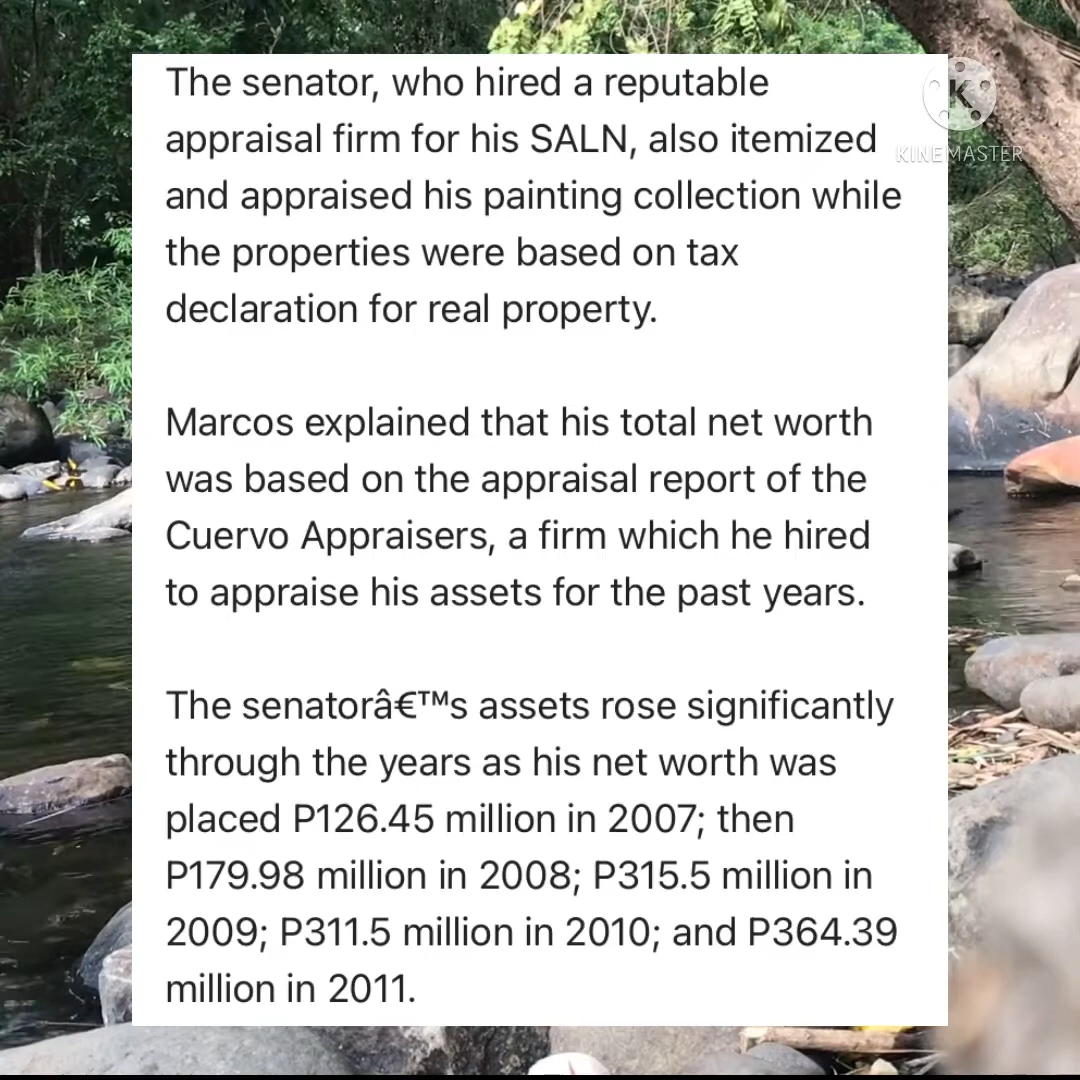 The senator, who hired a reputable
appraisal firm for his SALN, also itemized
and appraised his painting collection while
the properties were based on tax
declaration for real property.
Marcos explained that his total net worth
was based on the appraisal report of the
Cuervo Appraisers, a firm which he hired
to appraise his assets for the past years.
The senatorâ€™s assets rose significantly
through the years as his net worth was
placed P126.45 million in 2007; then
P179.98 million in 2008; P315.5 million in
2009; P311.5 million in 2010; and P364.39
million in 2011.
K
KINEMASTER